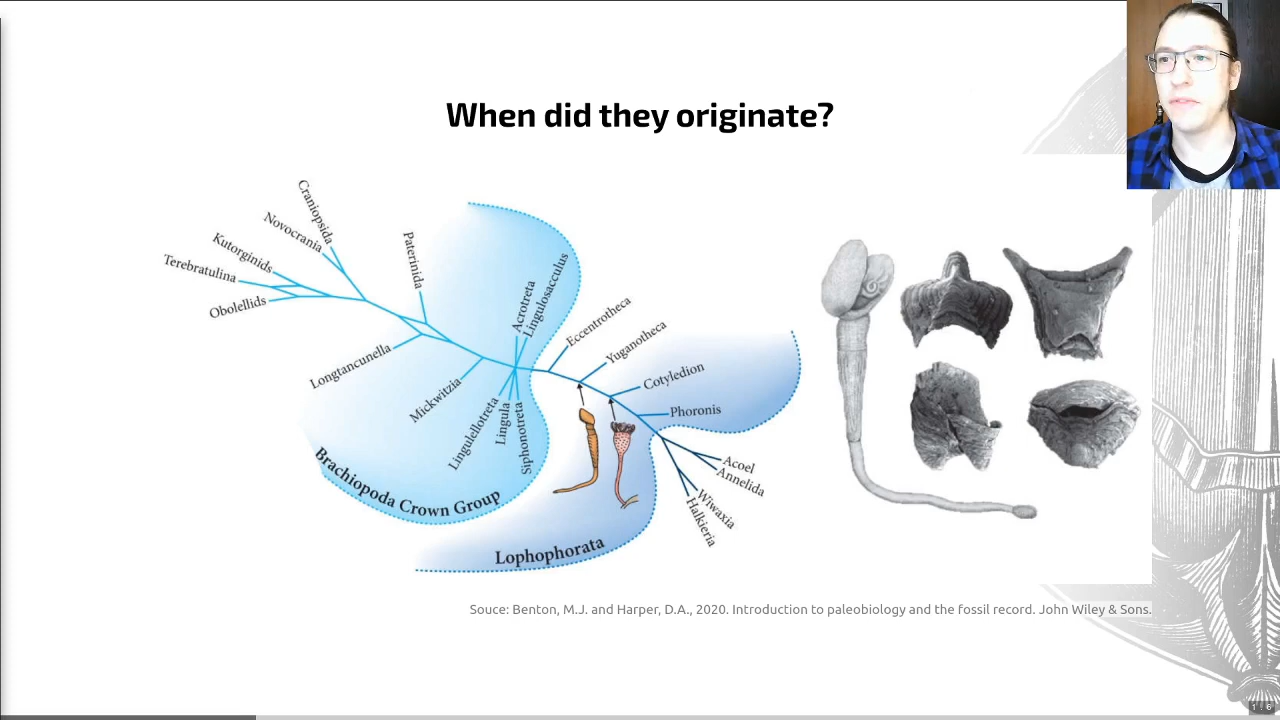 When did they originate?
Craniopsida
Novocrania
Kutorginids
Terebratulina
Obolellids
Paterinida
Acrotreta
Lingulosacculus
Eccentrotheca
Yuganotheca
Cotyledion
Phoronis
Longtancunella
Mickwitzia
Lingulellotreta
Lingula
Siphonotreta
Acoel
Annelida
Wiwaxia
Halkieria
Brachiopoda Crown Group
Lophophorata
Souce: Benton, M.J. and Harper, D.A., 2020. Introduction to paleobiology and the fossil record. John Wiley & Sons.